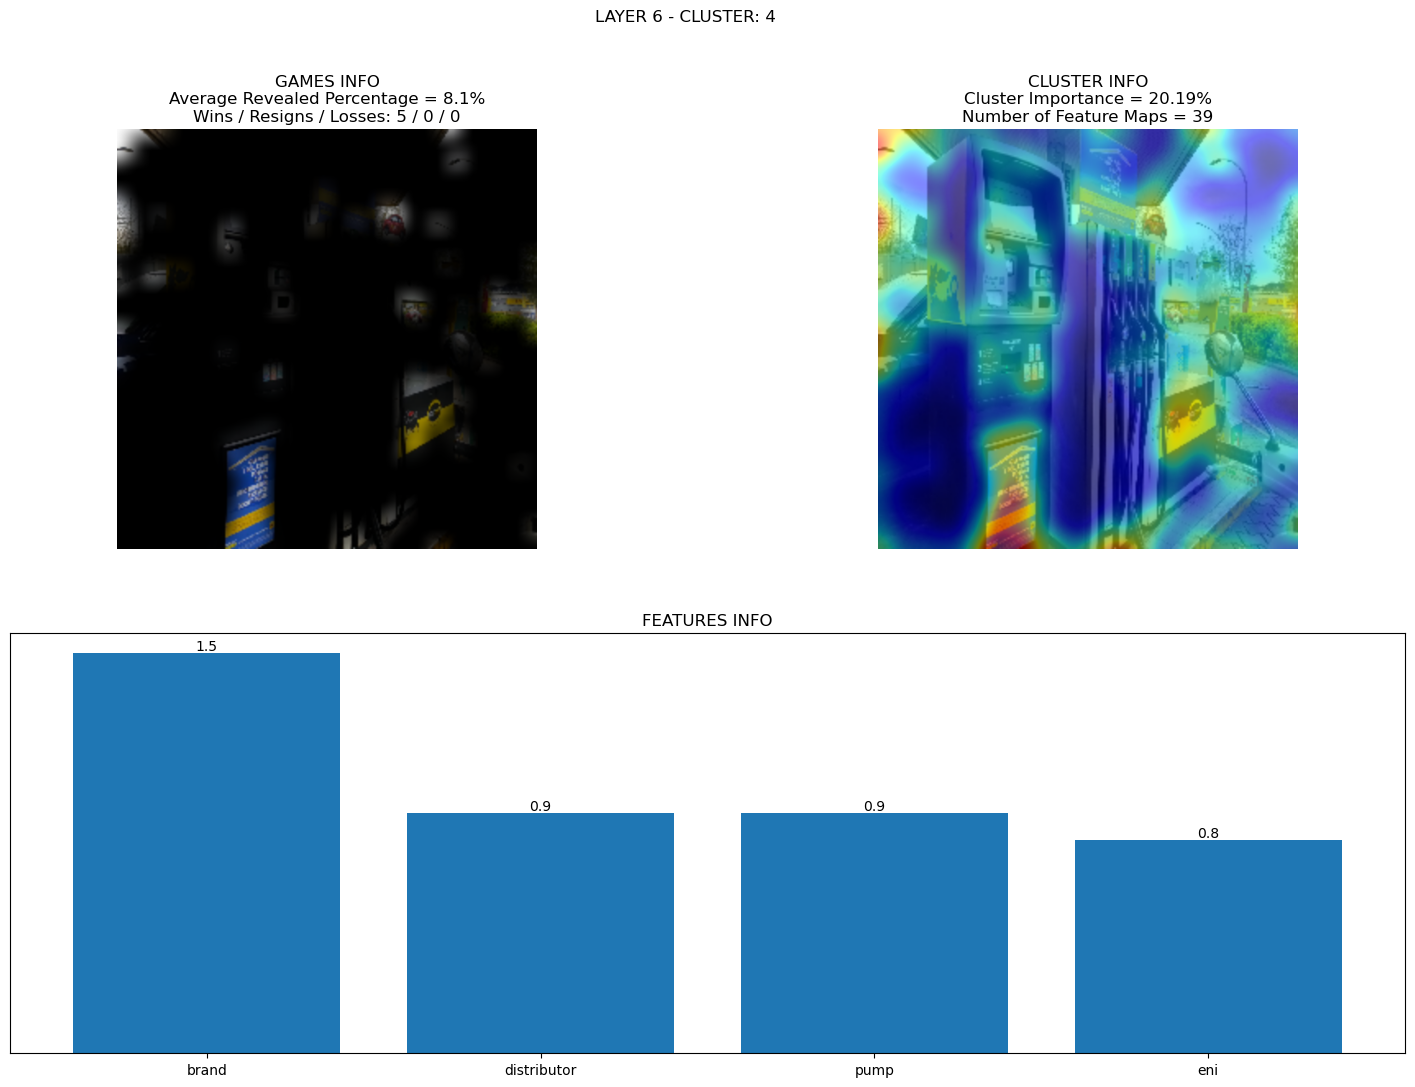 LAYER 6 - CLUSTER: 4
GAMES INFO
Average Revealed Percentage = 8.1%
Wins / Resigns / Losses: 5 / 0 / 0
CLUSTER INFO
Cluster Importance = 20.19%
Number of Feature Maps = 39
FEATURES INFO
1.5
0.9
0.9
0.8
brand
distributor
pump
eni